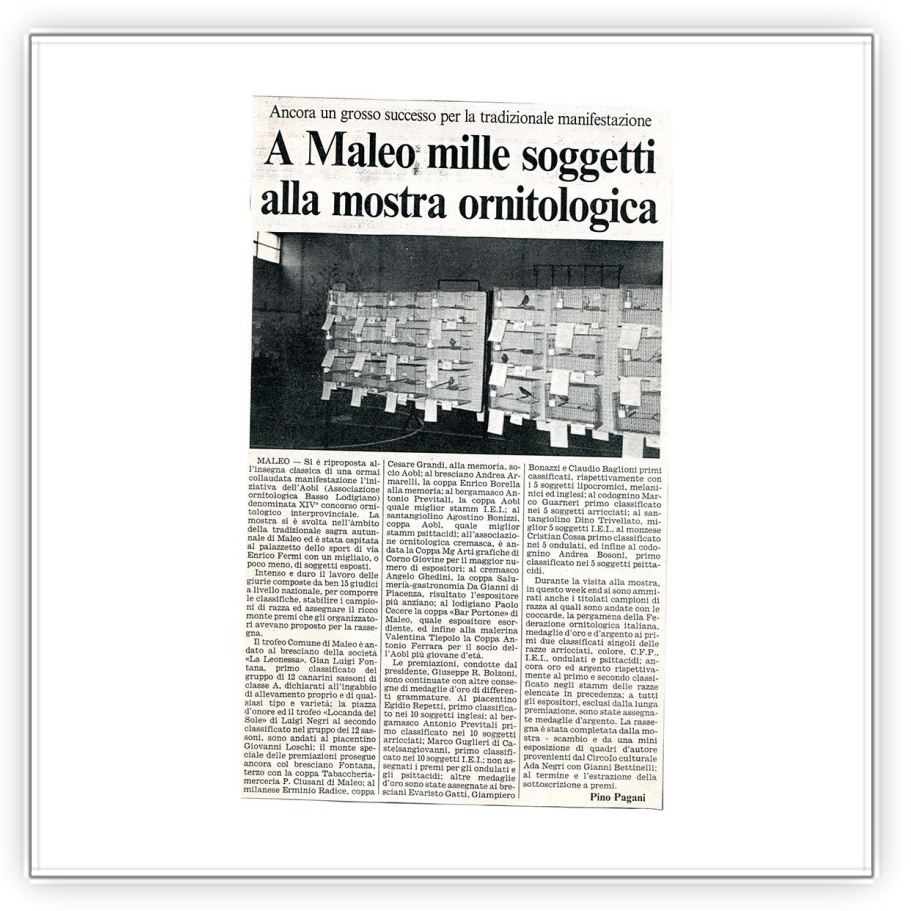 Ancora un grosso successo per la tradizionale manifestazione
A Maleo mille soggetti
alla mostra ornitologica
MALEO — Si è riproposta al-
l'insegna classica di una ormai
collaudata manifestazione l'ini-
ziativa dell'Aobl (Associazione
ornitologica Basso Lodigiano)
denominata XIVª concorso orni-
tologico interprovinciale. La
mostra si è svolta nell'àmbito
della tradizionale sagra autun-
nale di Maleo ed è stata ospitata
al palazzetto dello sport di via
Enrico Fermi con un migliaio, o
poco meno, di soggetti esposti.
Intenso e duro il lavoro delle
giurie composte da ben 15 giudici
a livello nazionale, per comporre
le classifiche, stabilire i campio-
ni di razza ed assegnare il ricco
monte premi che gli organizzato-
ri avevano proposto per la rasse-
gna.
Il trofeo Comune di Maleo è an-
dato al bresciano della società
«La Leonessa», Gian Luigi Fon-
tana, primo classificato del
gruppo di 12 canarini sassoni di
classe A, dichiarati all'ingabbio
di allevamento proprio e di qual-
siasi tipo e varietà; la piazza
d'onore ed il trofeo «Locanda del
Sole» di Luigi Negri al secondo
classificato nel gruppo dei 12 sas-
soni, sono andati al piacentino
Giovanni Loschi; il monte spe-
ciale delle premiazioni prosegue
ancora col bresciano Fontana,
terzo con la coppa Tabaccheria-
merceria P. Ciusani di Maleo; al
milanese Erminio Radice, coppa
Cesare Grandi, alla memoria, so-
cio Aobl; al bresciano Andrea Ar-
marelli, la coppa Enrico Borella
alla memoria; al bergamasco An-
tonio Previtali, la coppa Aobl
quale miglior stamm I.E.I.; al
santangiolino Agostino Bonizzi,
coppa Aobl, quale miglior
stamm psittacidi; all'associazio-
ne ornitologica cremasca, è an-
data la Coppa Mg Arti grafiche di
Corno Giovine per il maggior nu-
mero di espositori; al cremasco
Angelo Ghedini, la coppa Salu-
meria-gastronomia Da Gianni di
Piacenza, risultato l'espositore
più anziano; al lodigiano Paolo
Cecere la coppa «Bar Portone» di
Maleo, quale espositore esor-
diente, ed infine alla malerina
Valentina Tiepolo la Coppa An-
tonio Ferrara per il socio del-
l'Aobl più giovane d'età.
Le premiazioni, condotte dal
presidente, Giuseppe R. Bolzoni,
sono continuate con altre conse-
gne di medaglie d'oro di differen-
ti grammature. Al piacentino
Egidio Repetti, primo classifica-
to nei 10 soggetti inglesi; al ber-
gamasco Antonio Previtali pri-
mo classificato nei 10 soggetti
arricciati; Marco Guglieri di Ca-
stelsangiovanni, primo classifi-
cato nei 10 soggetti I.E.I.; non as-
segnati i premi per gli ondulati e
gli psittacidi; altre medaglie
d'oro sono state assegnate ai bre-
sciani Evaristo Gatti, Giampiero
Bonazzi e Claudio Baglioni primi
classificati, rispettivamente con
i 5 soggetti lipocromici, melani-
nici ed inglesi; al codognino Mar-
co Guarneri primo classificato
nei 5 soggetti arricciati; al san-
tangiolino Dino Trivellato, mi-
glior 5 soggetti I.E.I., al monzese
Cristian Cossa primo classificato
nei 5 ondulati, ed infine al codo-
gnino Andrea Bosoni, primo
classificato nei 5 soggetti psitta-
cidi.
Durante la visita alla mostra,
in questo week end si sono ammi-
rati anche i titolati campioni di
razza ai quali sono andate con le
coccarde, la pergamena della Fe-
derazione ornitologica italiana,
medaglie d'oro e d'argento ai pri-
mi due classificati singoli delle
razze arricciati, colore, C.F.P.,
I.E.I., ondulati e psittacidi; an-
cora oro ed argento rispettiva-
mente al primo e secondo classi-
ficato negli stamm delle razze
elencate in precedenza; a tutti
gli espositori, esclusi dalla lunga
premiazione, sono state assegna-
te medaglie d'argento. La rasse-
gna è stata completata dalla mo-
stra - scambio e da una mini
esposizione di quadri d'autore
provenienti dal Circolo culturale
Ada Negri con Gianni Bettinelli;
al termine e l'estrazione della
sottoscrizione a premi.
Pino Pagani